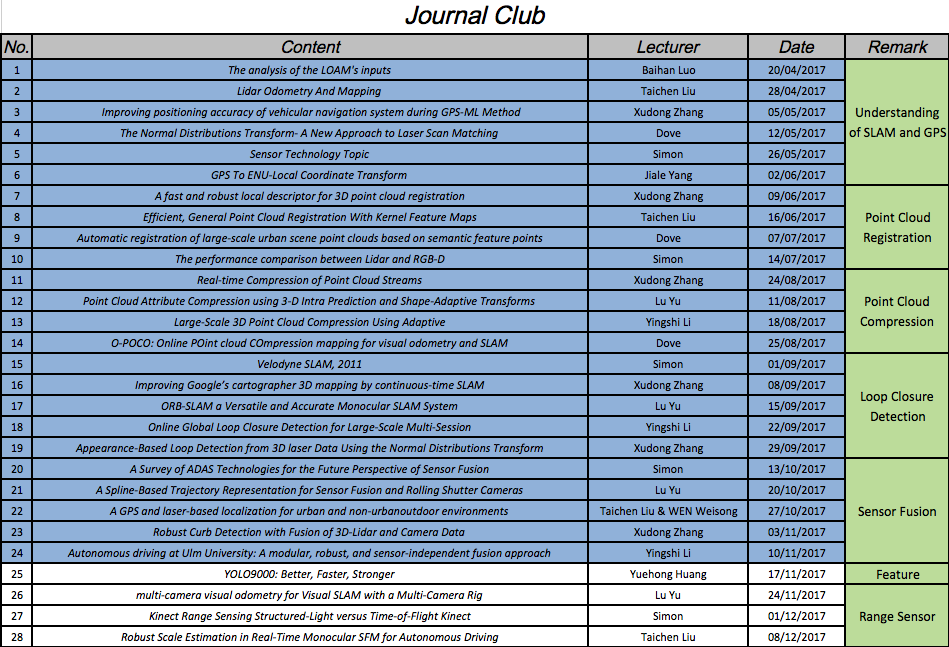 Journal Club
No. Content Lecturer Date Remark
1 The analysis of the LOAM's inputs Baihan Luo 20/04/2017
2 Lidar Odometry And Mapping Taichen Liu 28/04/2017
3 Improving positioning accuracy of vehicular navigation system during GPS-ML Method Xudong Zhang 05/05/2017 Understanding
4 The Normal Distributions Transform- A New Approach to Laser Scan Matching Dove 12/05/2017 of SLAM and GPS
5 Sensor Technology Topic Simon 26/05/2017
6 GPS To ENU-Local Coordinate Transform Jiale Yang 02/06/2017
7 A fast and robust local descriptor for 3D point cloud registration Xudong Zhang 09/06/2017
8 Efficient, General Point Cloud Registration With Kernel Feature Maps Taichen Liu 16/06/2017 Point Cloud
9 Automatic registration of large-scale urban scene point clouds based on semantic feature points Dove 07/07/2017 Registration
10 The performance comparison between Lidar and RGB-D Simon 14/07/2017
11 Real-time Compression of Point Cloud Streams Xudong Zhang 24/08/2017
12 Point Cloud Attribute Compression using 3-D Intra Prediction and Shape-Adaptive Transforms Lu Yu 11/08/2017 Point Cloud
13 Large-Scale 3D Point Cloud Compression Using Adaptive Yingshi Li 18/08/2017 Compression
14 O-POCO: Online POint cloud COmpression mapping for visual odometry and SLAM Dove 25/08/2017
15 Velodyne SLAM, 2011 Simon 01/09/2017
16 Improving Google's cartographer 3D mapping by continuous-time SLAM Xudong Zhang 08/09/2017
Loop Closure
17 ORB-SLAM a Versatile and Accurate Monocular SLAM System Lu Yu 15/09/2017
Detection
18 Online Global Loop Closure Detection for Large-Scale Multi-Session Yingshi Li 22/09/2017
19 Appearance-Based Loop Detection from 3D laser Data Using the Normal Distributions Transform Xudong Zhang 29/09/2017
20 A Survey of ADAS Technologies for the Future Perspective of Sensor Fusion Simon 13/10/2017
21 A Spline-Based Trajectory Representation for Sensor Fusion and Rolling Shutter Cameras Lu Yu 20/10/2017
22 A GPS and laser-based localization for urban and non-urbanoutdoor environments Taichen Liu & WEN Weisong 27/10/2017 Sensor Fusion
23 Robust Curb Detection with Fusion of 3D-Lidar and Camera Data Xudong Zhang 03/11/2017
24 Autonomous driving at Ulm University: A modular, robust, and sensor-independent fusion approach Yingshi Li 10/11/2017
25 YOLO9000: Better, Faster, Stronger Yuehong Huang 17/11/2017 Feature
26 multi-camera visual odometry for Visual SLAM with a Multi-Camera Rig Lu Yu 24/11/2017
27 Kinect Range Sensing Structured-Light versus Time-of-Flight Kinect Simon 01/12/2017 Range Sensor
28 Robust Scale Estimation in Real-Time Monocular SFM for Autonomous Driving Taichen Liu 08/12/2017